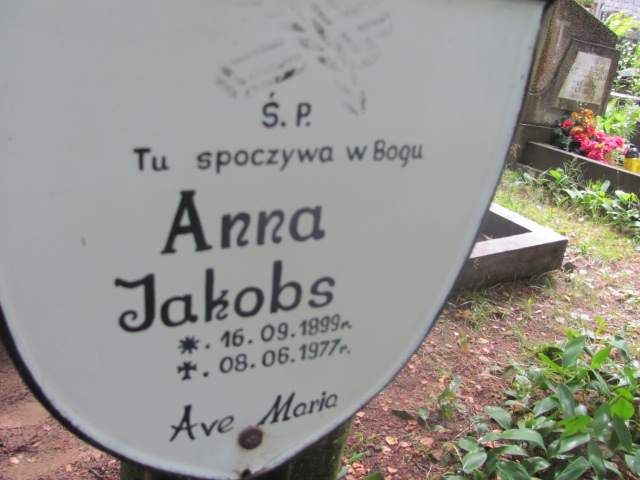 Ś. P.
Tu spoczywa w Bogu
Anna
Jakobs
*. 16.09.1899r.
✝. 08.06.1977r.
Ave Maria